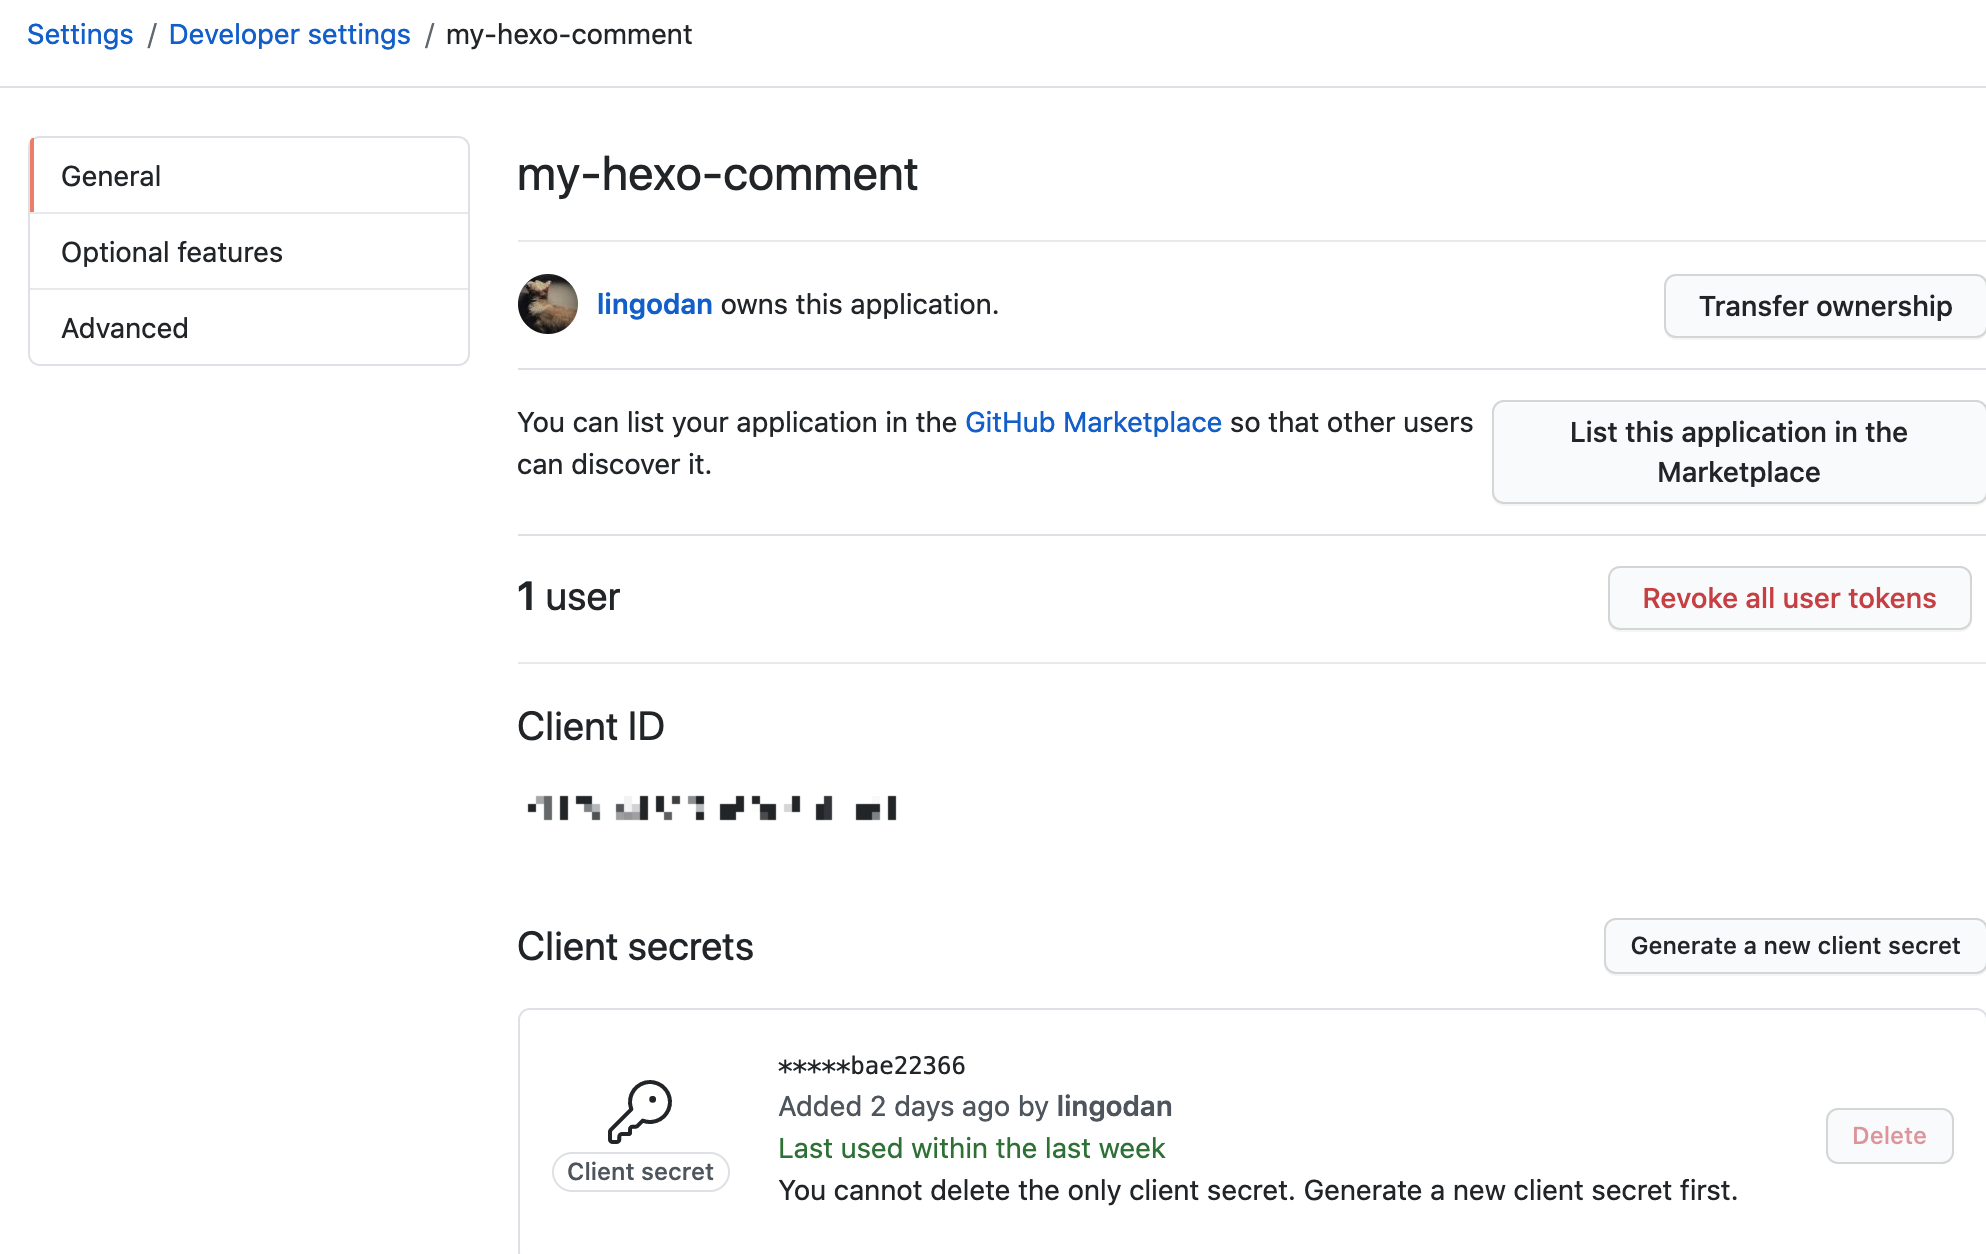 Settings / Developer settings / my-hexo-comment
General
Optional features
Advanced
my-hexo-comment
lingodan owns this application.
Transfer ownership
You can list your application in the GitHub Marketplace so that other users
can discover it.
List this application in the
Marketplace
1 user
Revoke all user tokens
Client ID
Client secrets
Generate a new client secret
*****bae22366
Added 2 days ago by lingodan
Last used within the last week
You cannot delete the only client secret. Generate a new client secret first.
Client secret
Delete